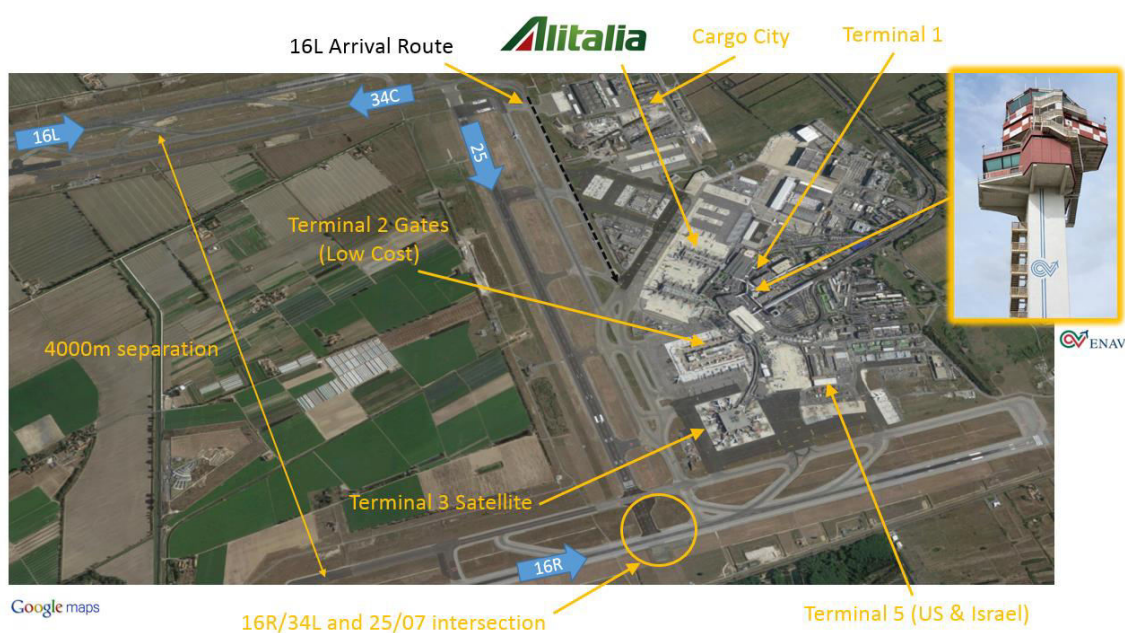 16L Arrival Route
Alitalia
Cargo City
Terminal 1
16L
34C
25
Terminal 2 Gates
(Low Cost)
4000m separation
ENAV
Terminal 3 Satellite
16R
Google maps
16R/34L and 25/07 intersection
Terminal 5 (US & Israel)